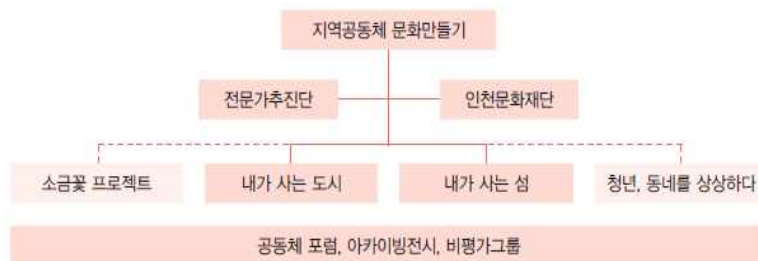 지역공동체 문화만들기
전문가추진단
인천문화재단
소금꽃 프로젝트
내가 사는 도시
내가 사는 섬
청년, 동네를 상상하다
공동체 포럼, 아카이빙전시, 비평가그룹